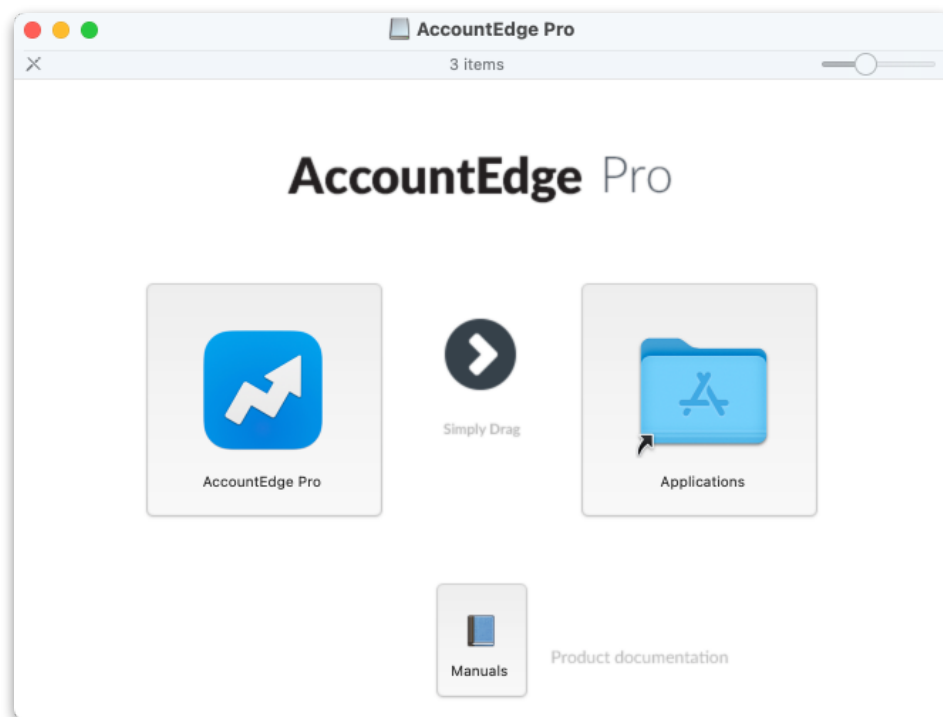 AccountEdge Pro
3 items
AccountEdge Pro
Simply Drag
AccountEdge Pro
Applications
Manuals
Product documentation